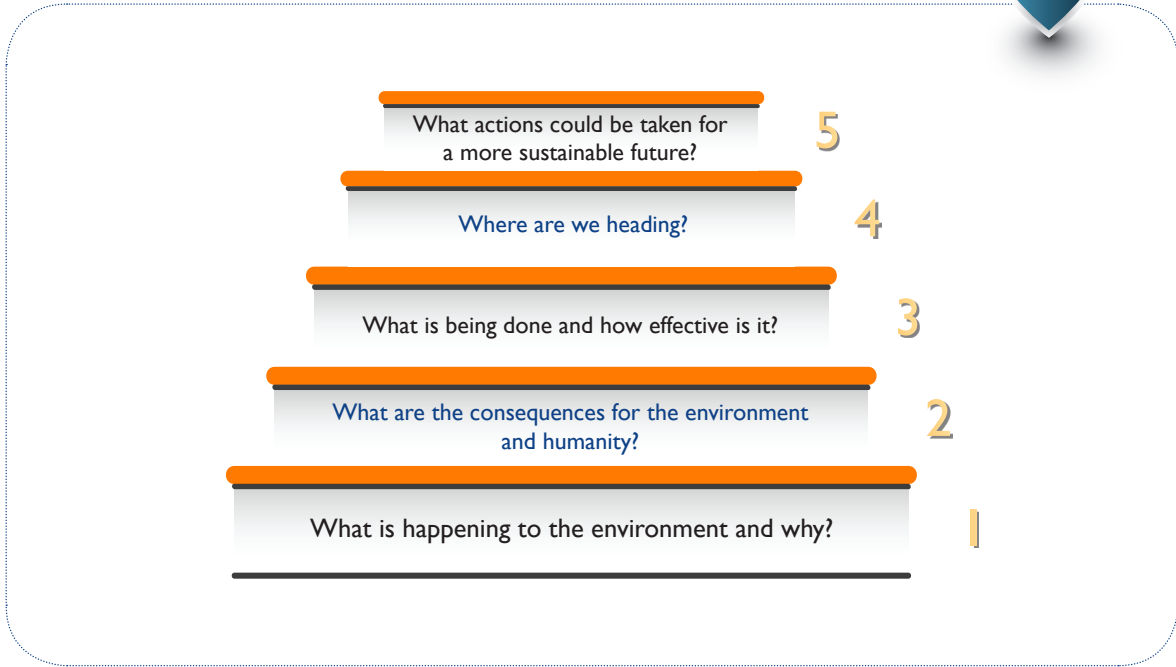 What actions could be taken for
a more sustainable future?
5
Where are we heading?
4
What is being done and how effective is it?
3
What are the consequences for the environment
and humanity?
2
What is happening to the environment and why?
1